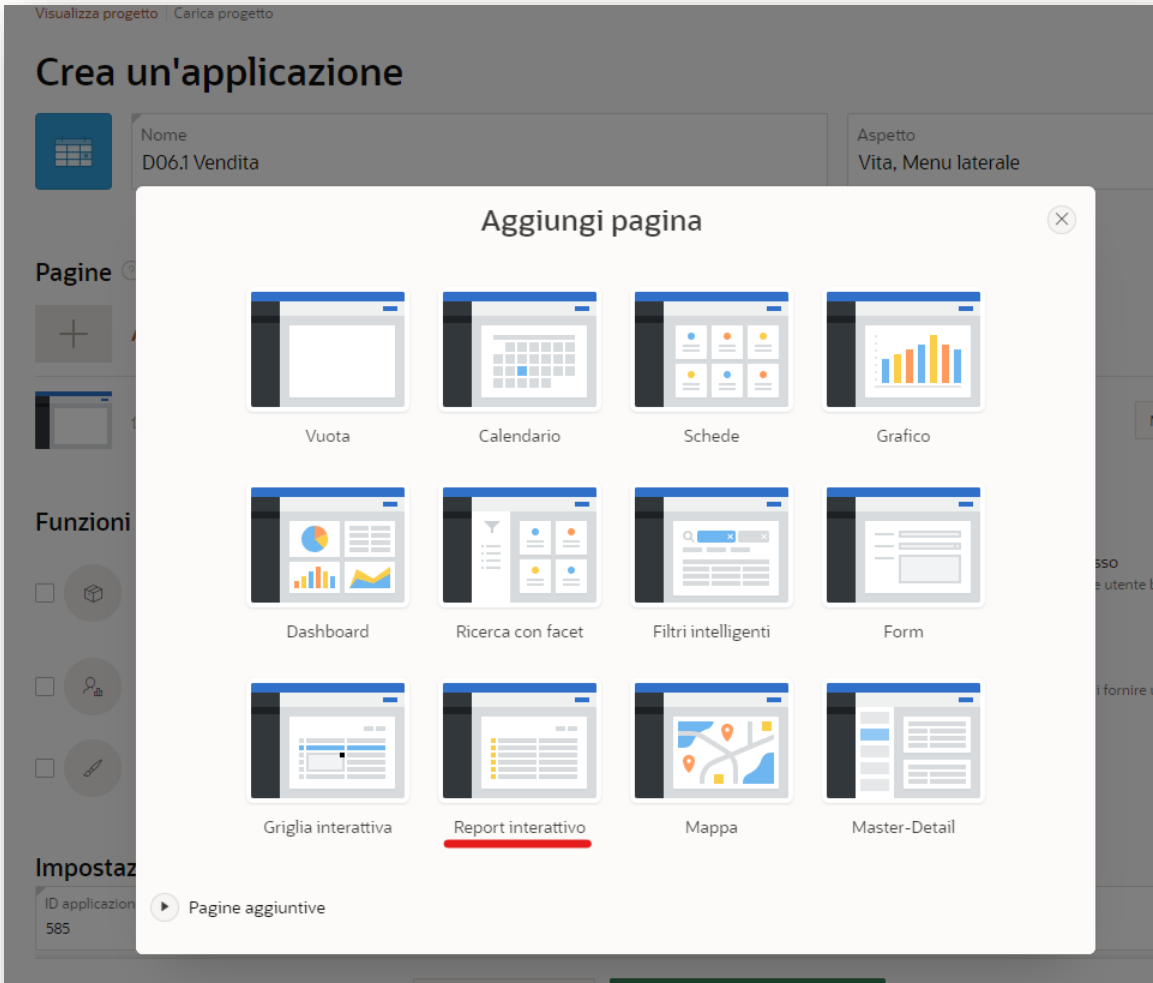 Visualizza progetto Carica progetto
Crea un'applicazione
Nome
D06.1 Vendita
Aspetto
Vita, Menu laterale
Aggiungi pagina
Pagine
Vuota
Calendario
Schede
Grafico
Funzioni
Dashboard
Ricerca con facet
Filtri intelligenti
Form
sso
e utente
i fornire
Griglia interattiva
Report interattivo
Mappa
Master-Detail
Impostaz
ID applicazion
585
Pagine aggiuntive